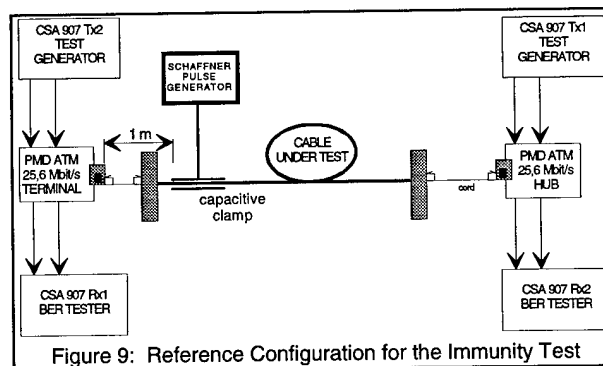 CSA 907 Tx2
TEST
GENERATOR
SCHAFFNER
PULSE
GENERATOR
CSA 907 Tx1
TEST
GENERATOR
1 m
CABLE
UNDER TEST
PMD ATM
25,6 Mbit/s
TERMINAL
PMD ATM
25,6 Mbit/s
HUB
capacitive
clamp
cord
CSA 907 Rx1
BER TESTER
CSA 907 Rx2
BER TESTER
Figure 9: Reference Configuration for the Immunity Test